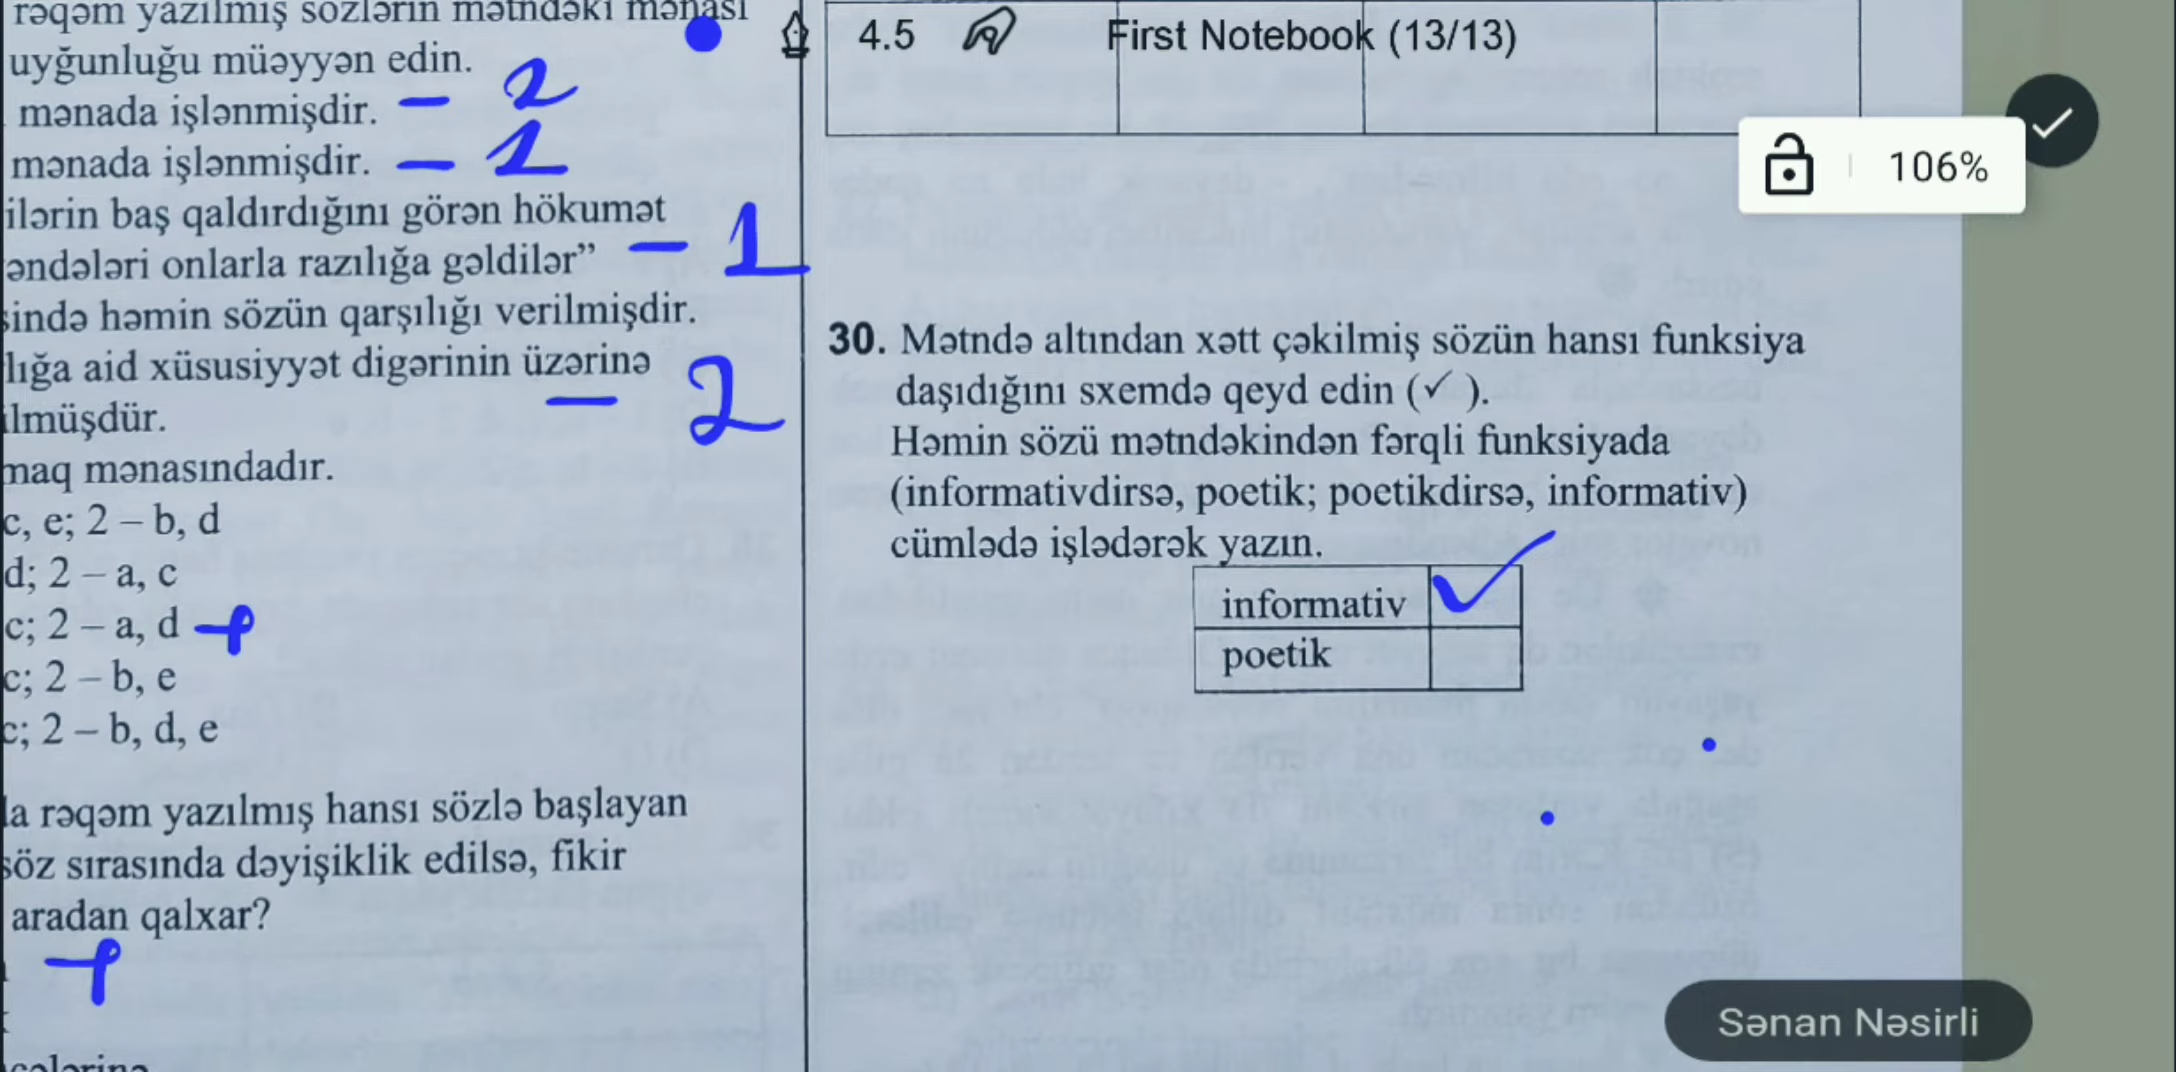 rəqəm yazılmış sözlərin mətndəki mənası
uyğunluğu müəyyən edin.
mənada işlənmişdir. – 2
mənada işlənmişdir. – 1
ilərin baş qaldırdığını görən hökumət
əndələri onlarla razılığa gəldilər” – 1
sində həmin sözün qarşılığı verilmişdir.
lığa aid xüsusiyyət digərinin üzərinə
ilmüşdür. – 2
maq mənasındadır.
c, e; 2 – b, d
d; 2 – a, c
c; 2 – a, d
c; 2 – b, e
c; 2 – b, d, e
la rəqəm yazılmış hansı sözlə başlayan
söz sırasında dəyişiklik edilsə, fikir
aradan qalxar?
4.5 First Notebook (13/13)
106%
30. Mətndə altından xətt çəkilmiş sözün hansı funksiya
daşıdığını sxemdə qeyd edin (✓).
Həmin sözü mətndəkindən fərqli funksiyada
(informativdirsə, poetik; poetikdirsə, informativ)
cümlədə işlədərək yazın.
informativ ✓
poetik
Sənan Nəsirli